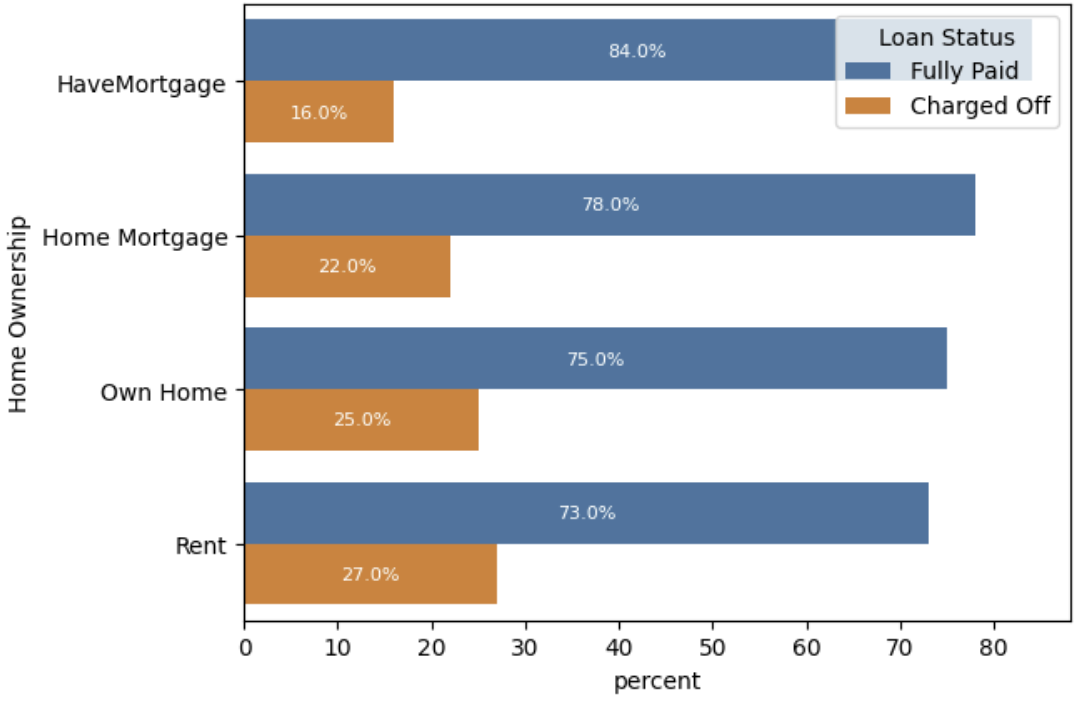 Loan Status
Fully Paid
Charged Off
Home Ownership
HaveMortgage
84.0%
16.0%
Home Mortgage
78.0%
22.0%
Own Home
75.0%
25.0%
Rent
73.0%
27.0%
0 10 20 30 40 50 60 70 80
percent